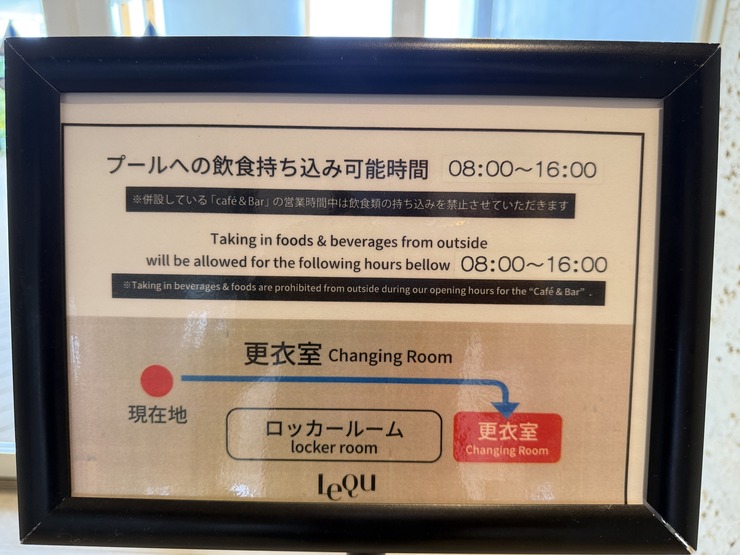 プールへの飲食持ち込み可能時間 08:00～16:00
※併設している「café＆Bar」の営業時間中は飲食類の持ち込みを禁止させていただきます
Taking in foods & beverages from outside
will be allowed for the following hours bellow 08:00～16:00
※Taking in beverages & foods are prohibited from outside during our opening hours for the “Café & Bar” .
更衣室 Changing Room
現在地
ロッカールーム
locker room
更衣室
Changing Room
LeQu